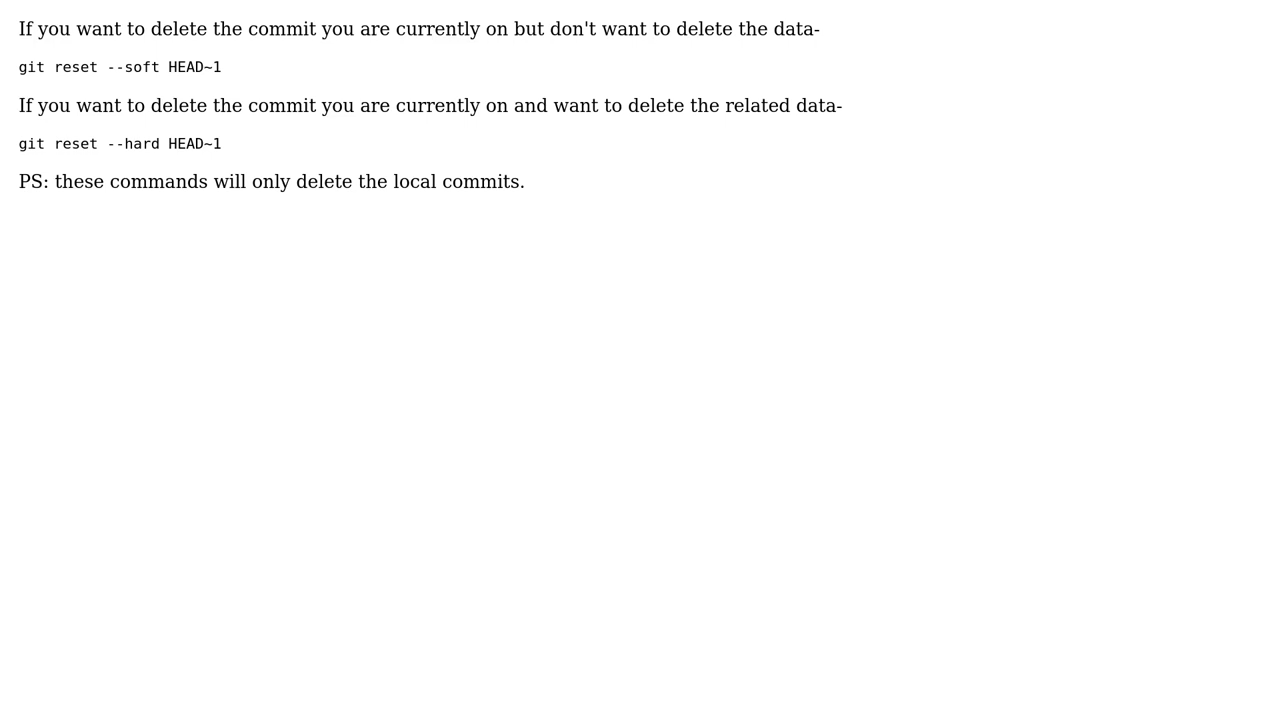 If you want to delete the commit you are currently on but don't want to delete the data-
git reset --soft HEAD~1
If you want to delete the commit you are currently on and want to delete the related data-
git reset --hard HEAD~1
PS: these commands will only delete the local commits.